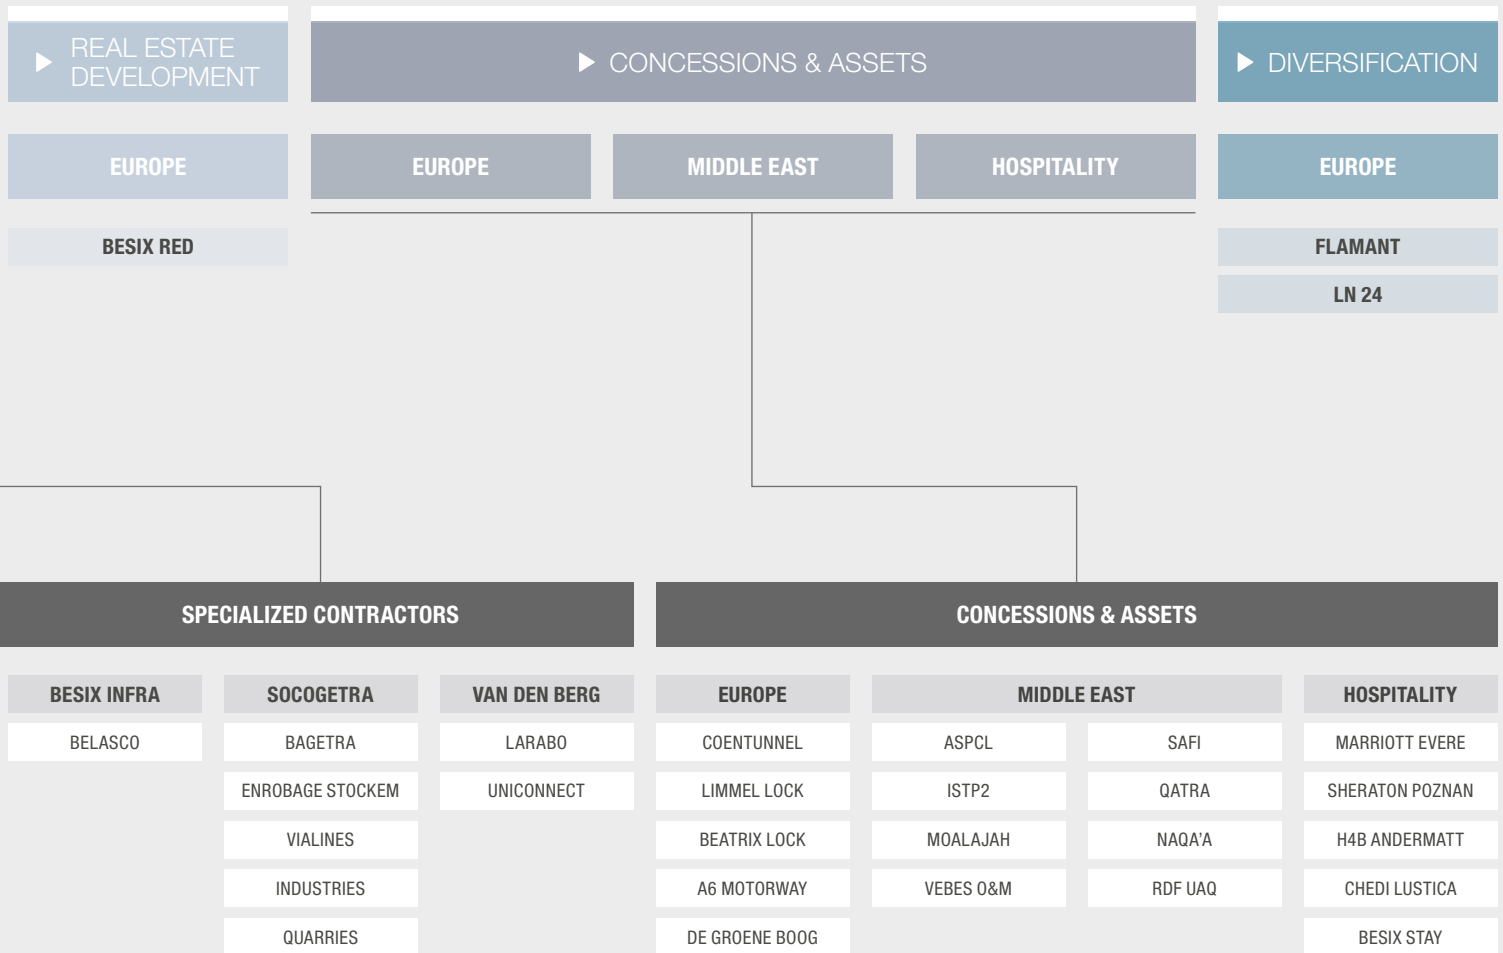 REAL ESTATE
DEVELOPMENT
CONCESSIONS & ASSETS
DIVERSIFICATION
EUROPE
EUROPE
MIDDLE EAST
HOSPITALITY
EUROPE
BESIX RED
FLAMANT
LN 24
SPECIALIZED CONTRACTORS
CONCESSIONS & ASSETS
BESIX INFRA
SOCOGETRA
VAN DEN BERG
EUROPE
MIDDLE EAST
HOSPITALITY
BELASCO
BAGETRA
LARABO
COENTUNNEL
ASPCL
SAFI
MARRIOTT EVERE
ENROBAGE STOCKEM
UNICONNECT
LIMMEL LOCK
ISTP2
QATRA
SHERATON POZNAN
VIALINES
BEATRIX LOCK
MOALAJAH
NAQA'A
H4B ANDERMATT
INDUSTRIES
A6 MOTORWAY
VEBES O&M
RDF UAQ
CHEDI LUSTICA
QUARRIES
DE GROENE BOOG
BESIX STAY